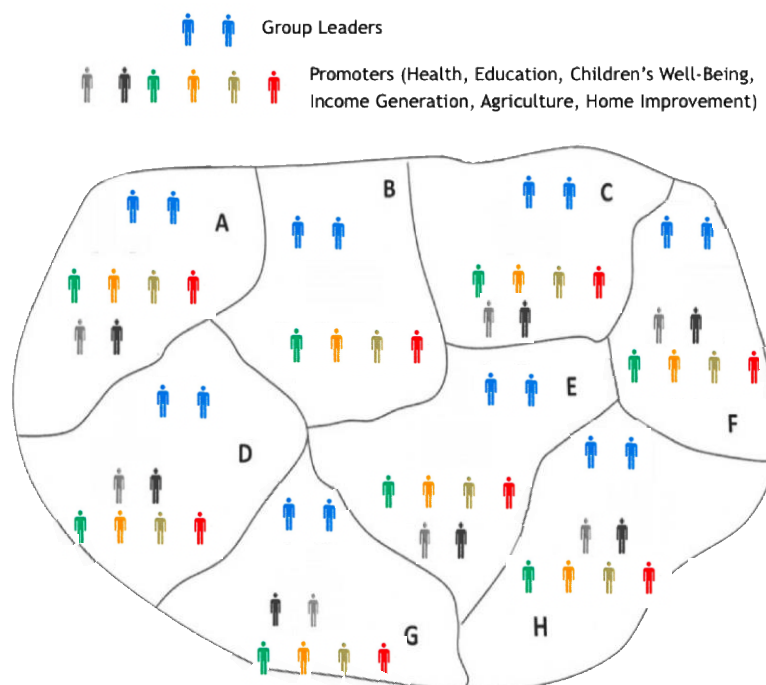 Group Leaders
Promoters (Health, Education, Children's Well-Being,
Income Generation, Agriculture, Home Improvement)
A
B
C
D
E
F
G
H